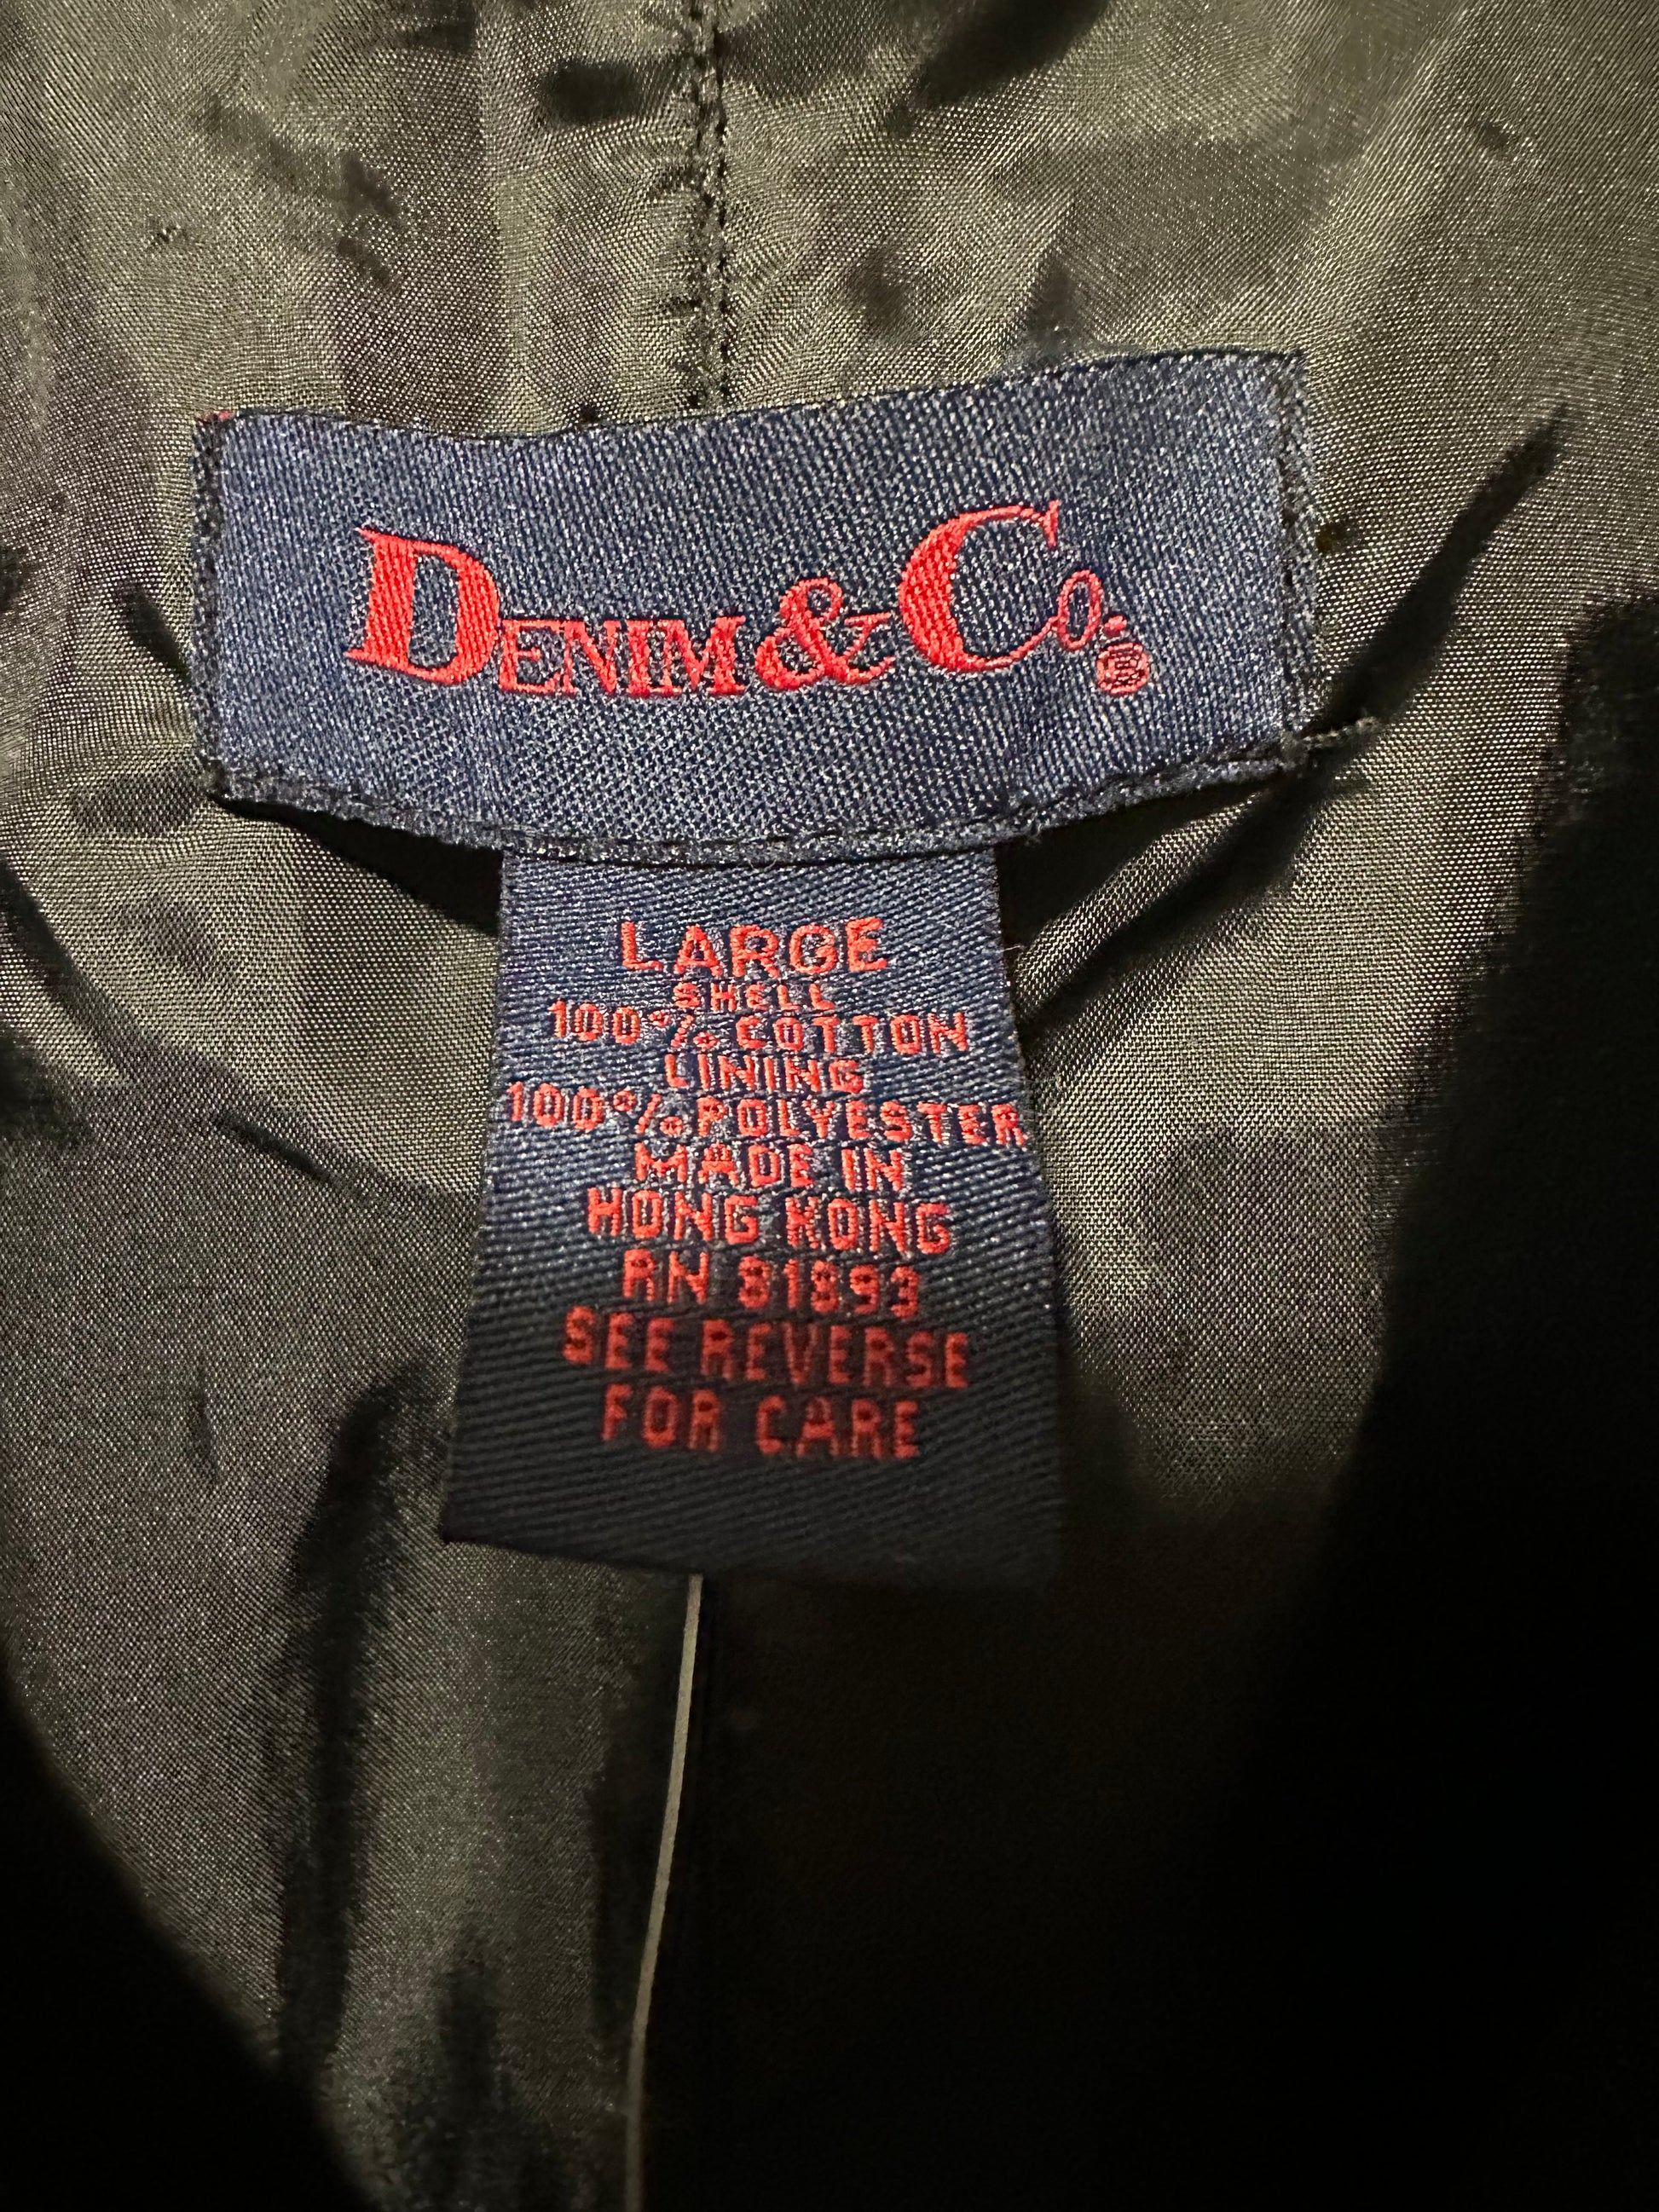 DENIM & Co.®
LARGE
SHELL
100% COTTON
LINING
100% POLYESTER
MADE IN
HONG KONG
RN 81893
SEE REVERSE
FOR CARE